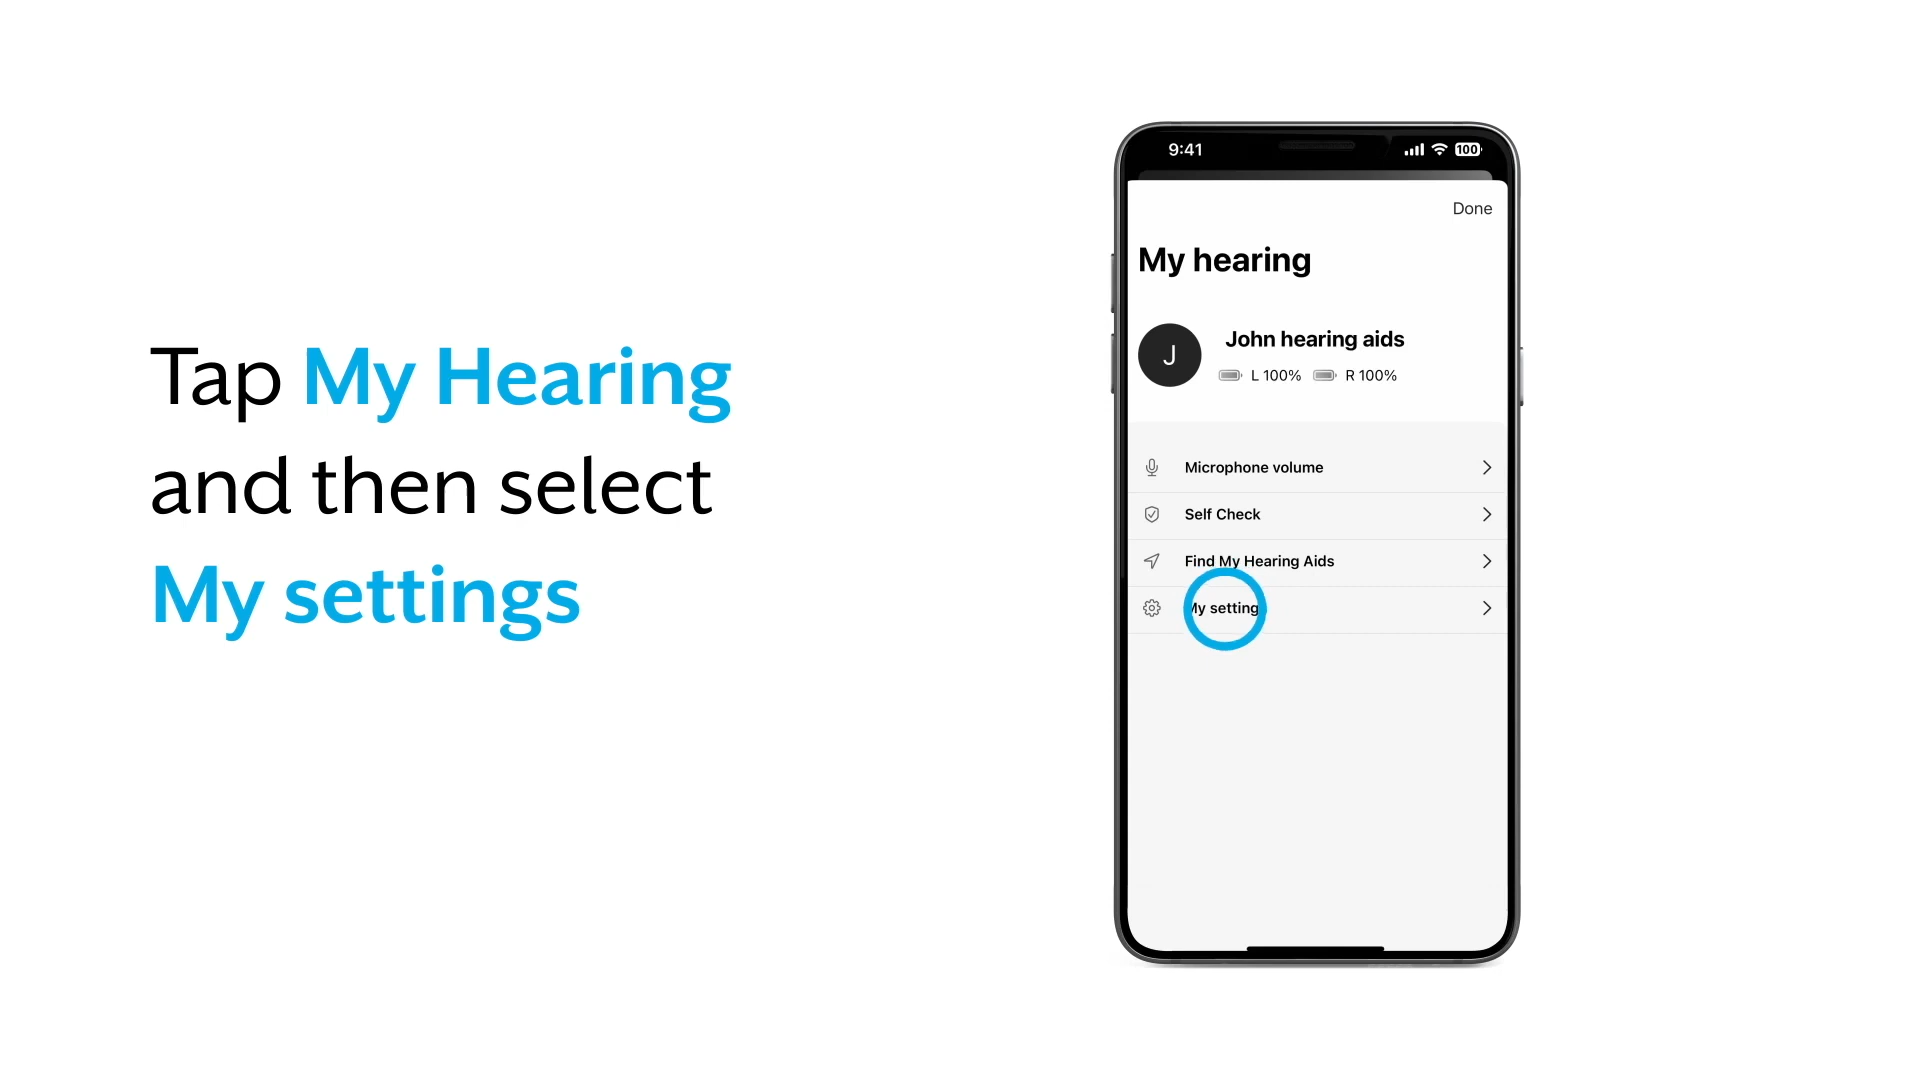 Tap My Hearing
and then select
My settings
9:41
100
Done
My hearing
J
John hearing aids
L 100% R 100%
Microphone volume
Self Check
Find My Hearing Aids
My setting